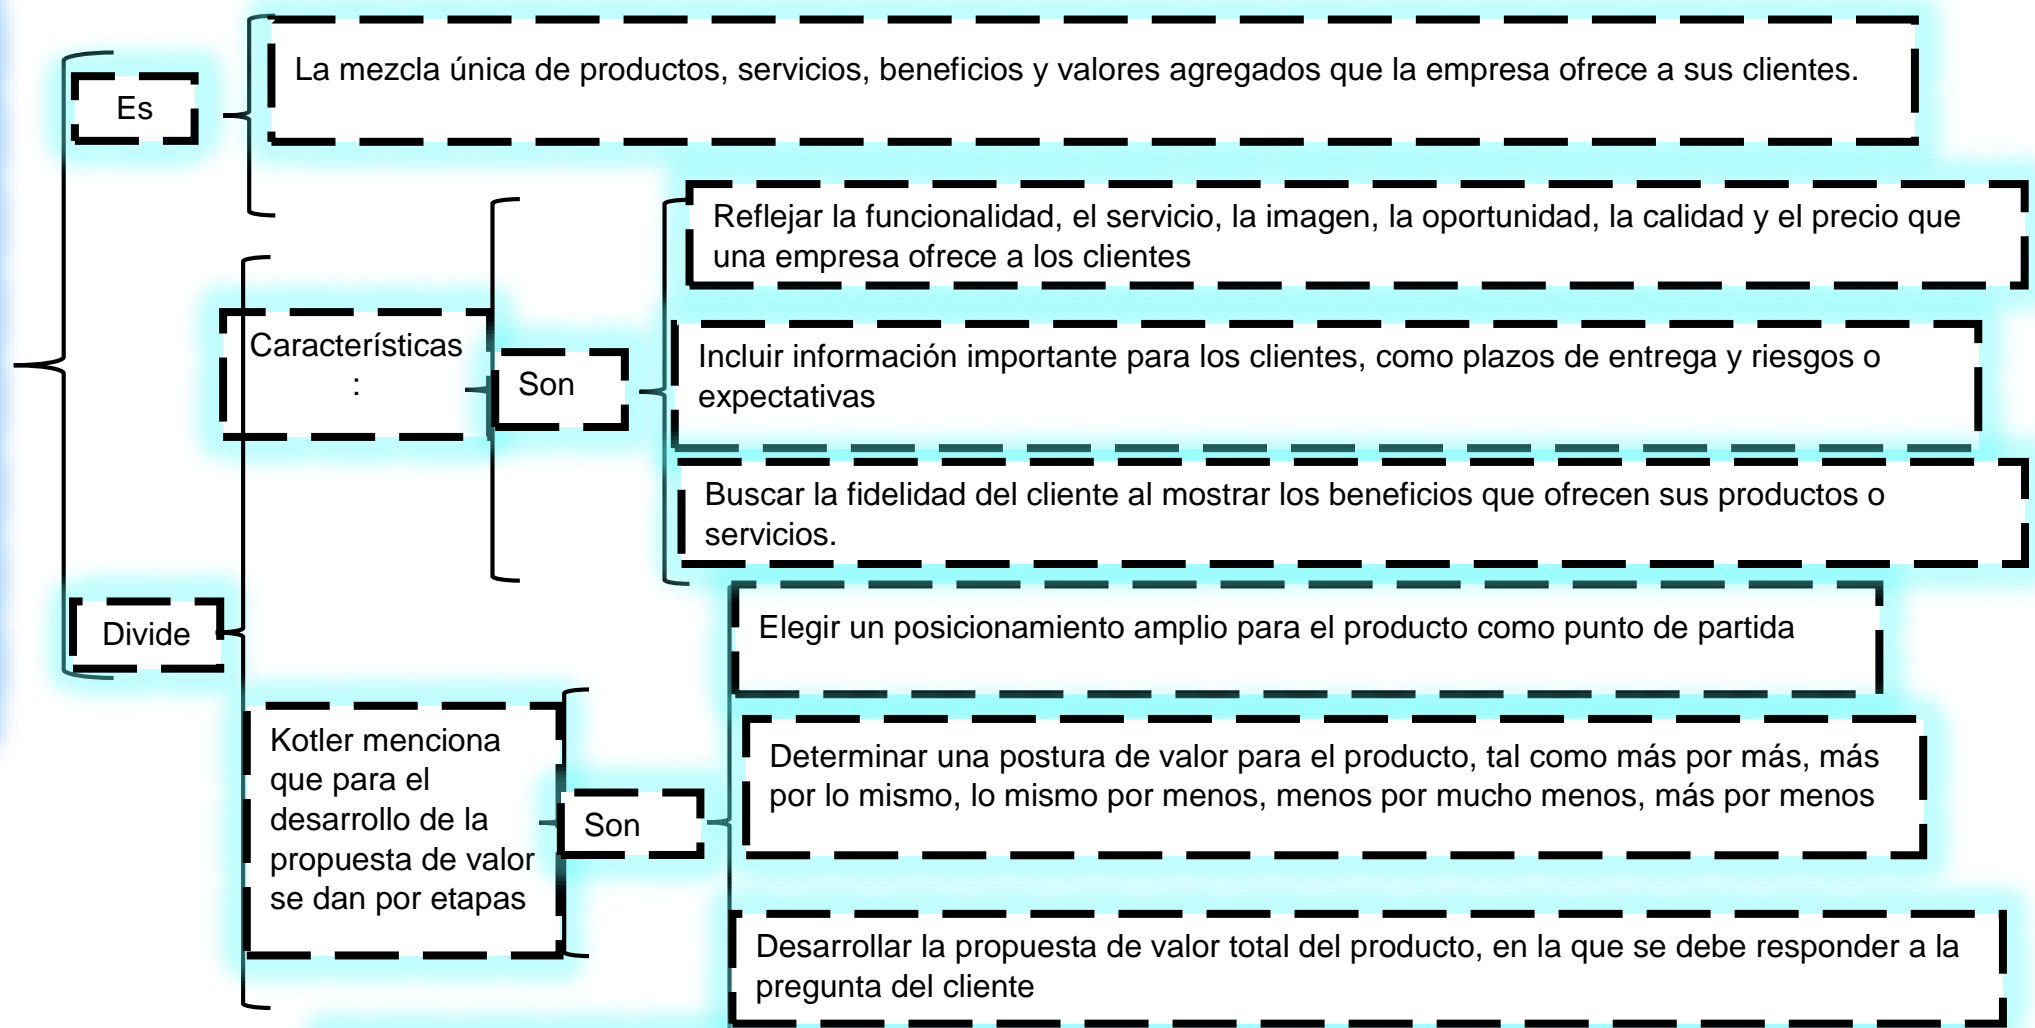 La mezcla única de productos, servicios, beneficios y valores agregados que la empresa ofrece a sus clientes.
Es
Reflejar la funcionalidad, el servicio, la imagen, la oportunidad, la calidad y el precio que
una empresa ofrece a los clientes
Características
:
Son
Incluir información importante para los clientes, como plazos de entrega y riesgos o
expectativas
Buscar la fidelidad del cliente al mostrar los beneficios que ofrecen sus productos o
servicios.
Divide
Elegir un posicionamiento amplio para el producto como punto de partida
Kotler menciona
que para el
desarrollo de la
propuesta de valor
se dan por etapas
Son
Determinar una postura de valor para el producto, tal como más por más, más
por lo mismo, lo mismo por menos, menos por mucho menos, más por menos
Desarrollar la propuesta de valor total del producto, en la que se debe responder a la
pregunta del cliente